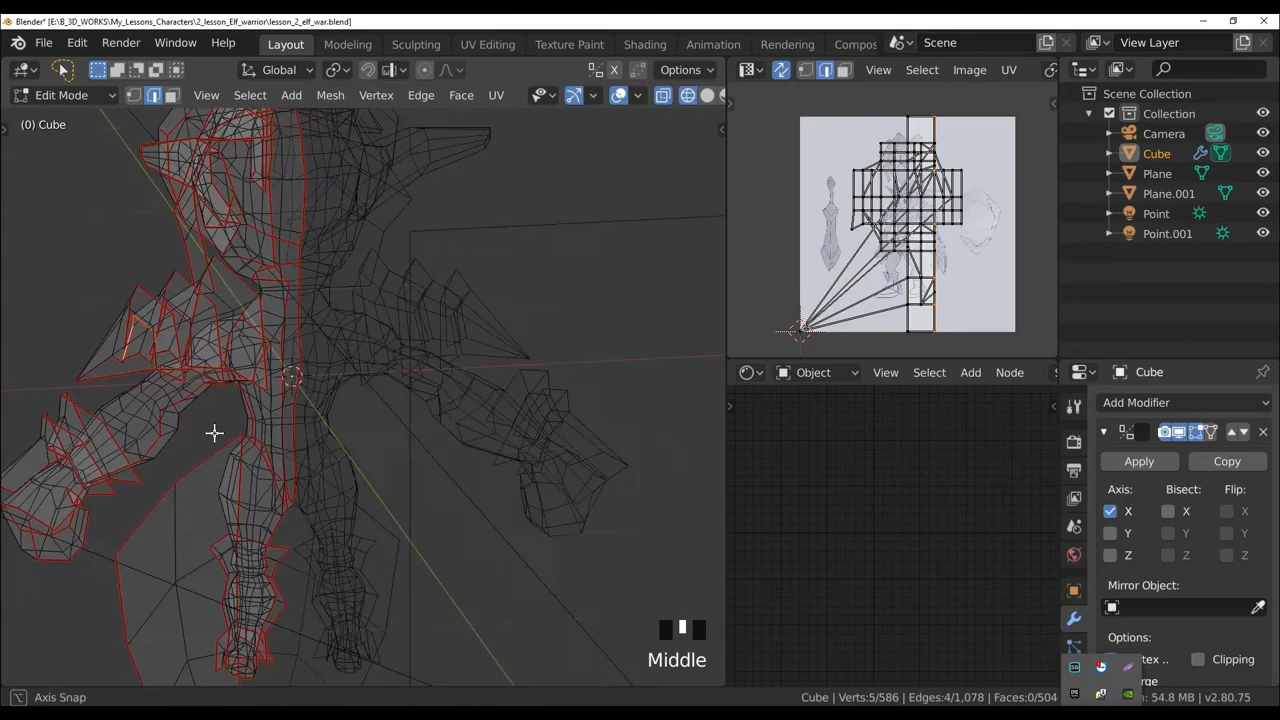 Blender* [E:\B_3D_WORKS\My_Lessons_Characters\2_lesson_Elf_warrior\lesson_2_elf_war.blend]
File Edit Render Window Help Layout Modeling Sculpting UV Editing Texture Paint Shading Animation Rendering Compos Scene View Layer
Global Options View Select Image UV
Edit Mode View Select Add Mesh Vertex Edge Face UV
(0) Cube
Scene Collection
Collection
Camera
Cube
Plane
Plane.001
Point
Point.001
Object View Select Add Node
Cube
Add Modifier
Apply Copy
Axis: Bisect: Flip:
X X X
Y Y Y
Z Z Z
Mirror Object:
Options:
rtex .. Clipping
rge
Middle
Axis Snap
Cube | Verts:5/586 | Edges:4/1,078 | Faces:0/504
54.8 MB | v2.80.75